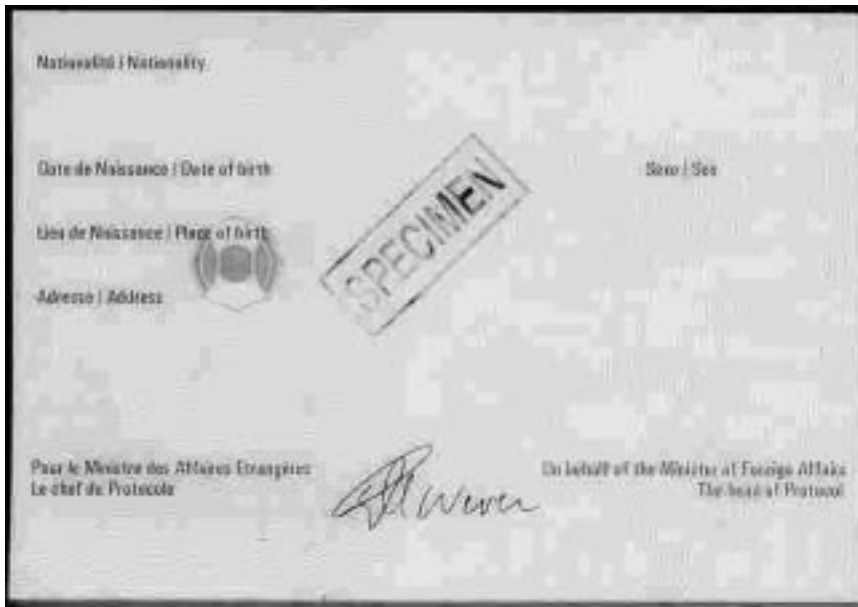 Nationalité | Nationality
Date de Naissance | Date of birth
Sexe | Sex
Lieu de Naissance | Place of birth
Adresse | Address
SPECIMEN
Pour le Ministre des Affaires Etrangères
Le chef du Protocole
On behalf of the Minister of Foreign Affairs
The head of Protocol